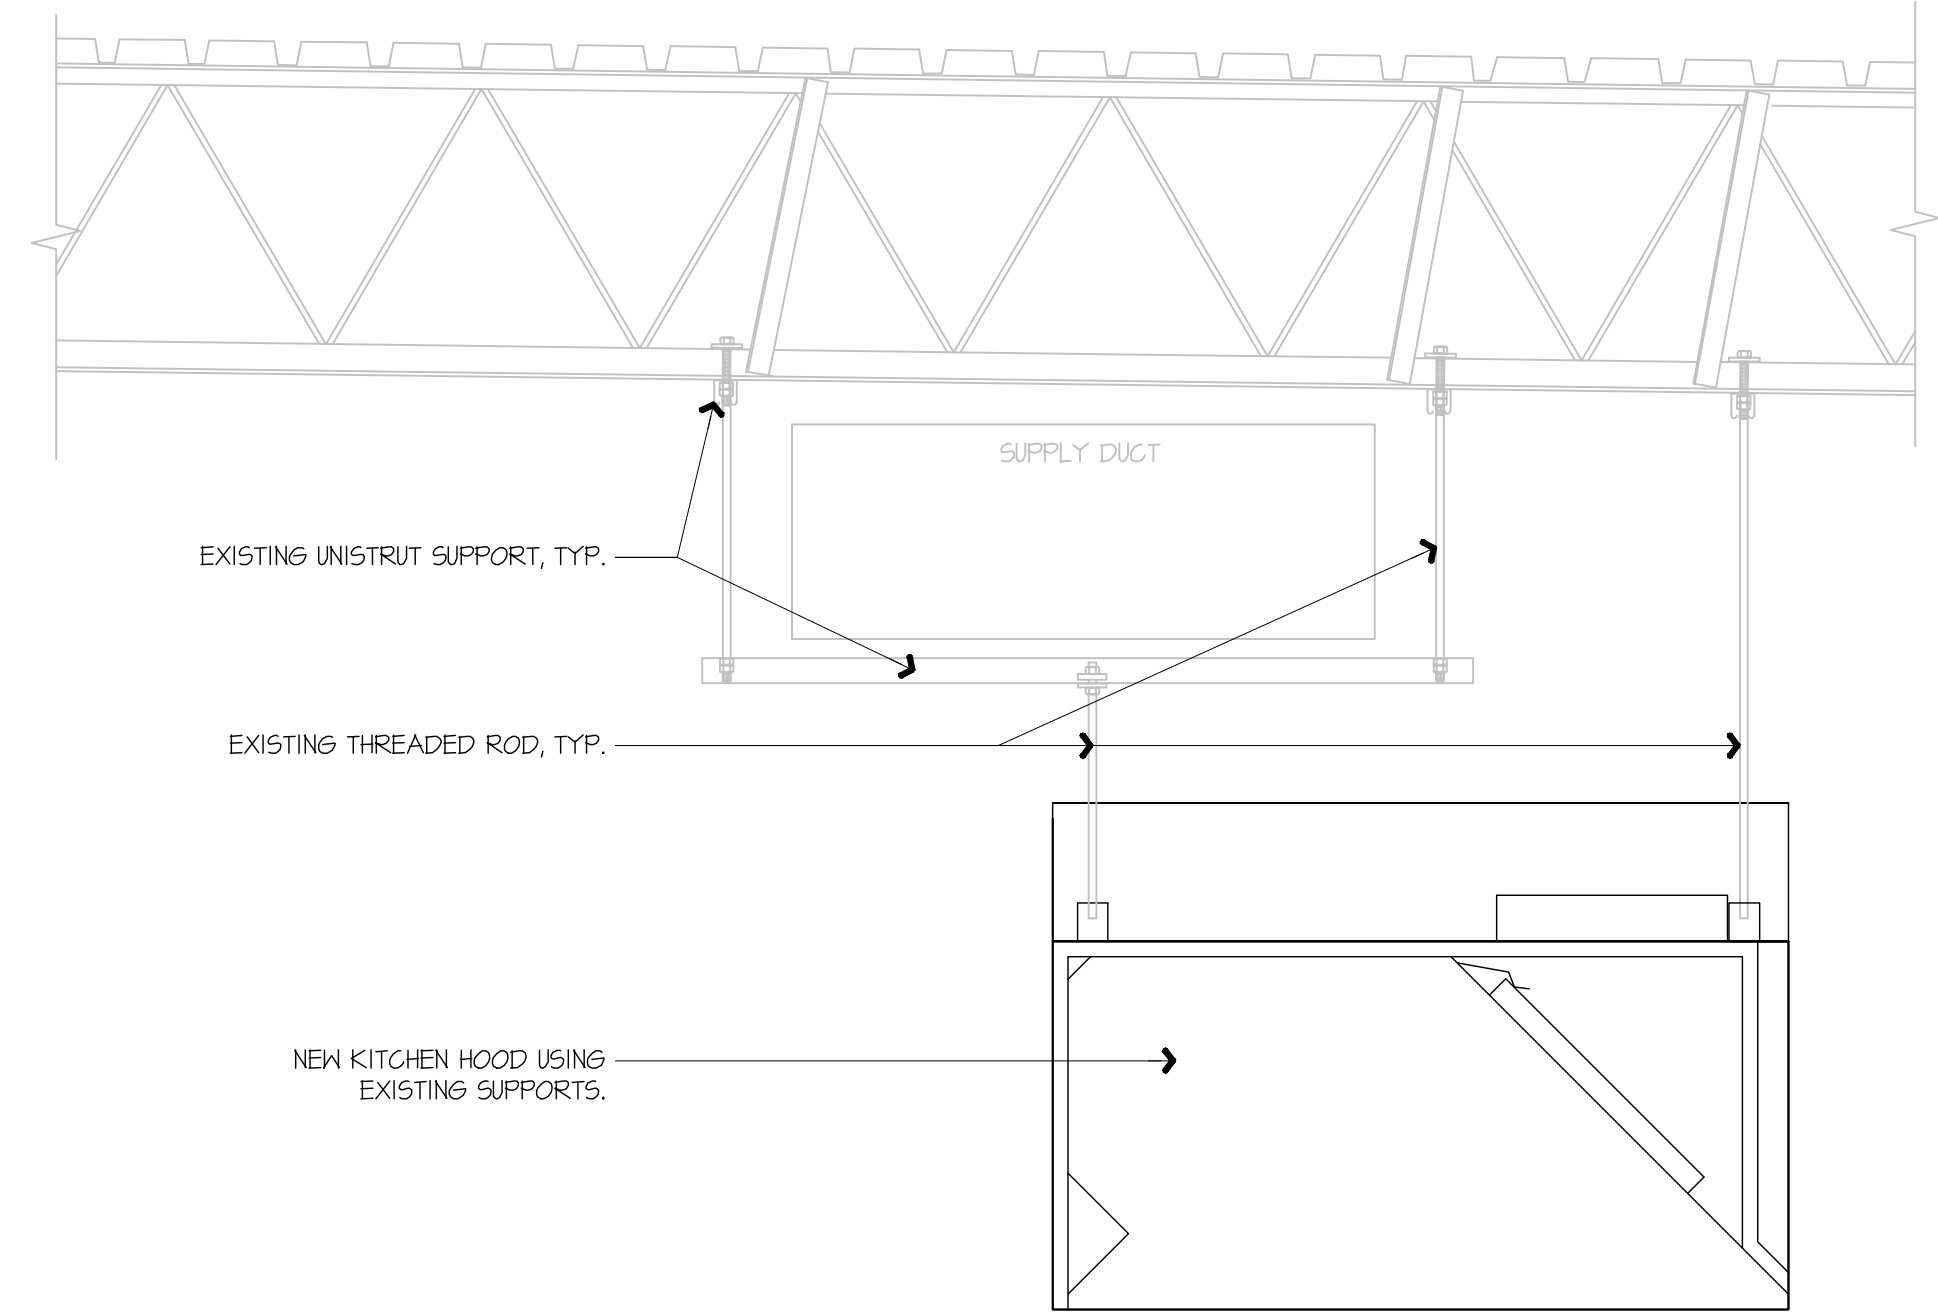 SUPPLY DUCT
EXISTING UNISTRUT SUPPORT, TYP.
EXISTING THREADED ROD, TYP.
NEW KITCHEN HOOD USING
EXISTING SUPPORTS.